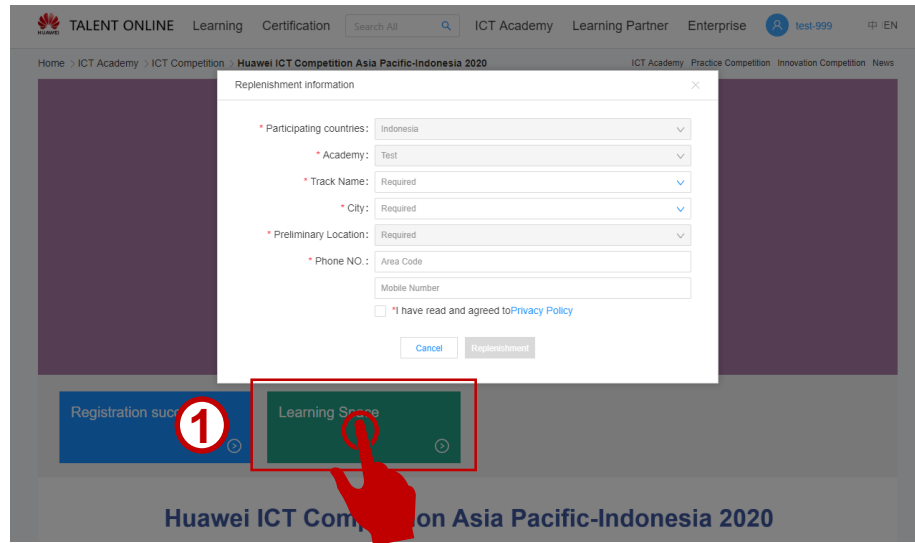 HUAWEI TALENT ONLINE Learning Certification Search All ICT Academy Learning Partner Enterprise test-999 中 EN
Home > ICT Academy > ICT Competition > Huawei ICT Competition Asia Pacific-Indonesia 2020 ICT Academy Practice Competition Innovation Competition News
Replenishment information
* Participating countries: Indonesia
* Academy: Test
* Track Name: Required
* City: Required
* Preliminary Location: Required
* Phone NO.: Area Code
Mobile Number
*I have read and agreed toPrivacy Policy
Cancel Replenishment
Registration succ Learning Space
1
Huawei ICT Com on Asia Pacific-Indonesia 2020